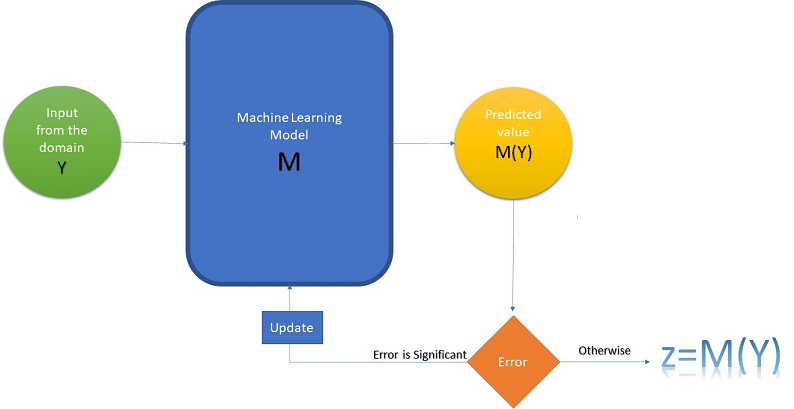 Input
from the
domain
Y
Machine Learning
Model
M
Predicted
value
M(Y)
Update
Error is Significant
Error
Otherwise
z=M(Y)